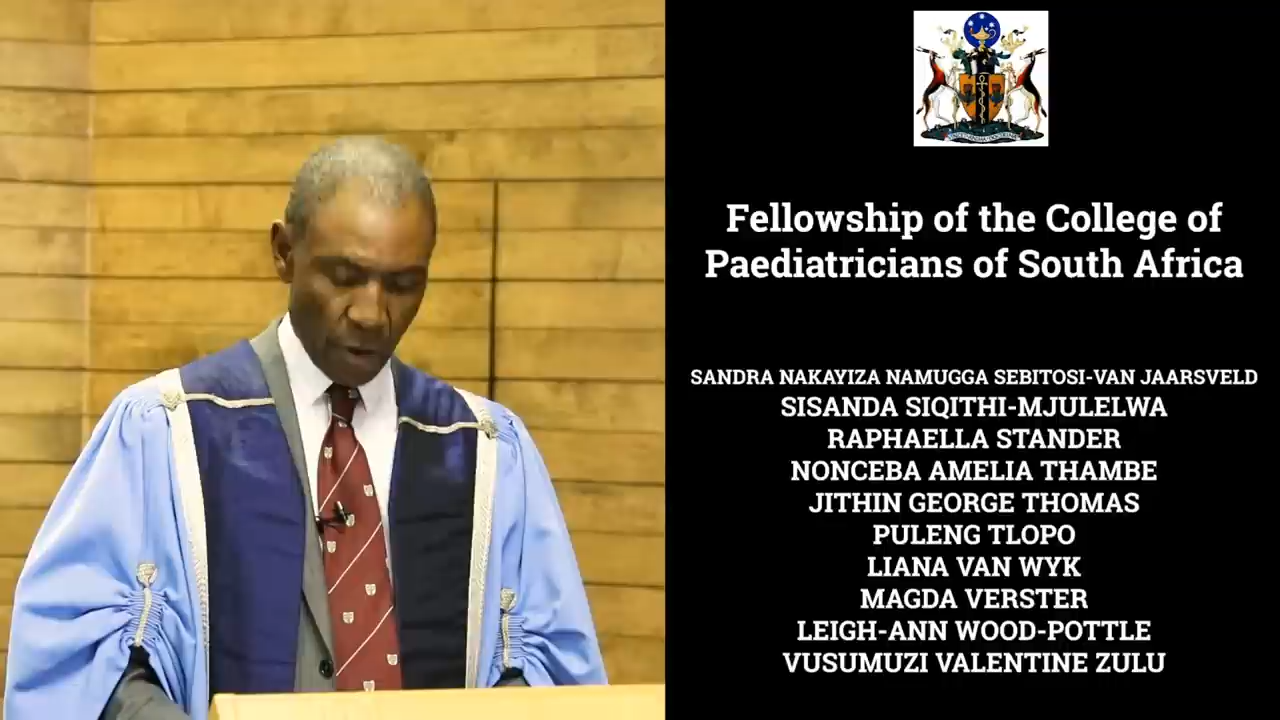 Fellowship of the College of
Paediatricians of South Africa
SANDRA NAKAYIZA NAMUGGA SEBITOSI-VAN JAARSVELD
SISANDA SIQITHI-MJULELWA
RAPHAELLA STANDER
NONCEBA AMELIA THAMBE
JITHIN GEORGE THOMAS
PULENG TLOPO
LIANA VAN WYK
MAGDA VERSTER
LEIGH-ANN WOOD-POTTLE
VUSUMUZI VALENTINE ZULU